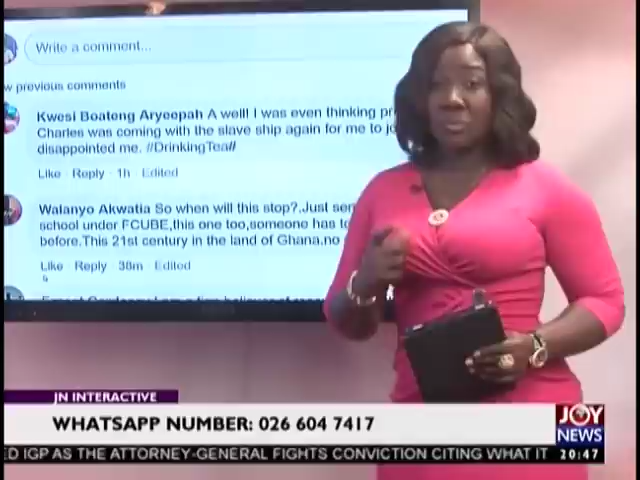 Write a comment...
w previous comments
Kwesi Boateng Aryeepah A well! I was even thinking pr
Charles was coming with the slave ship again for me to jo
disappointed me. //DrinkingTea//
Like · Reply · 1h · Edited
Walanyo Akwatia So when will this stop?.Just sen
school under FCUBE,this one too,someone has to
before.This 21st century in the land of Ghana,no
Like · Reply · 38m · Edited
JN INTERACTIVE
WHATSAPP NUMBER: 026 604 7417
JOY
NEWS
D IGP AS THE ATTORNEY-GENERAL FIGHTS CONVICTION CITING WHAT IT
20:47